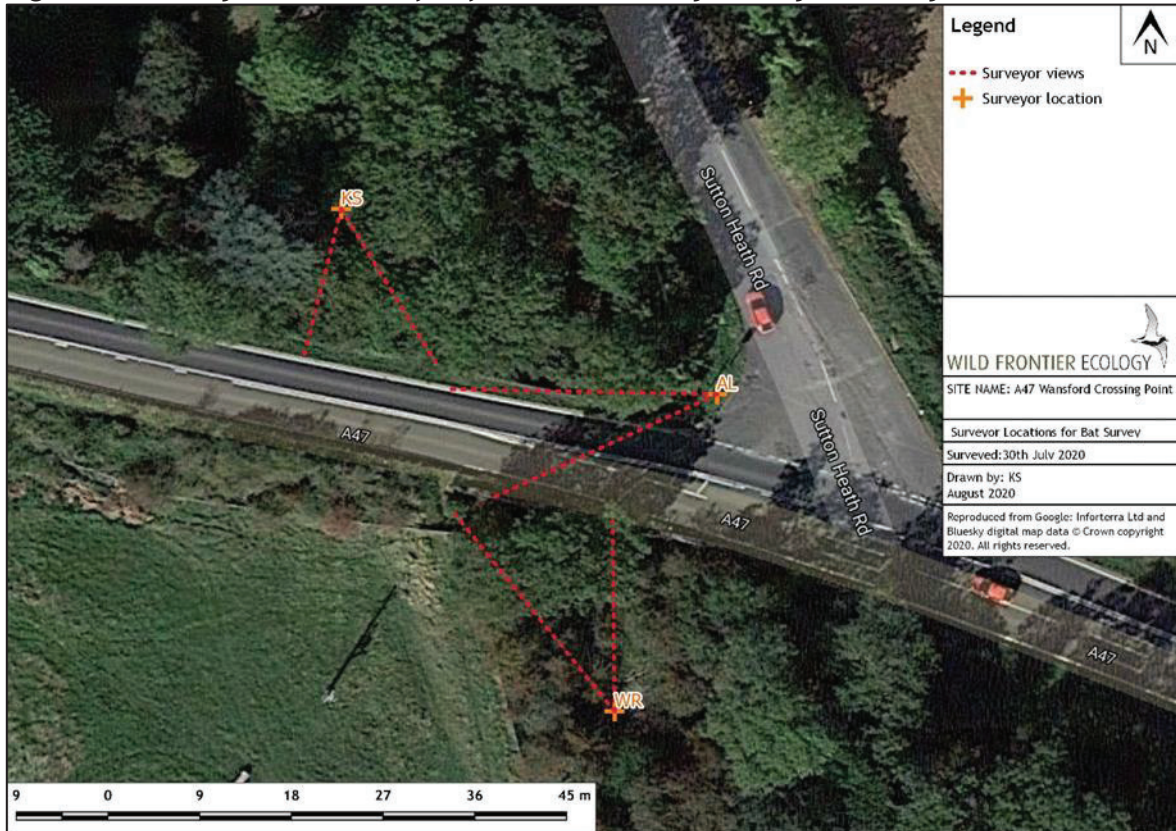 Legend
N
Surveyor views
Surveyor location
KS
Sutton Heath Rd
AL
A47
Sutton Heath Rd
A47
A47
WR
WILD FRONTIER ECOLOGY
SITE NAME: A47 Wansford Crossing Point
Surveyor Locations for Bat Survey
Surveyed:30th July 2020
Drawn by: KS
August 2020
Reproduced from Google: Inforterra Ltd and
Bluesky digital map data © Crown copyright
2020. All rights reserved.
9 0 9 18 27 36 45 m